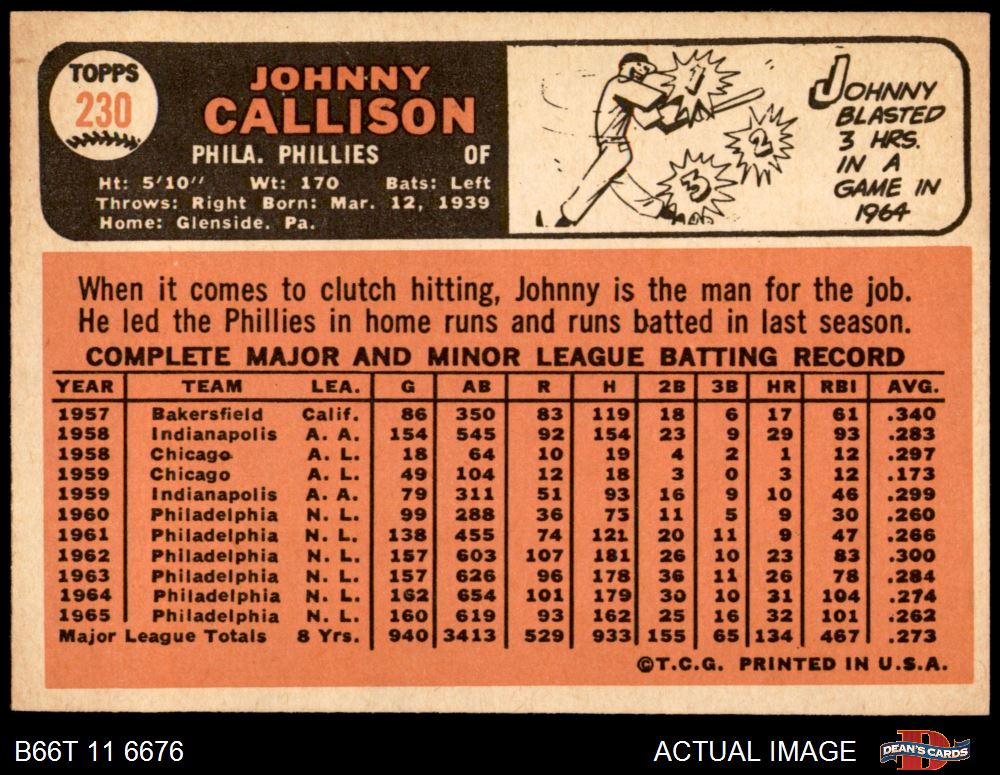 TOPPS
230
JOHNNY
CALLISON
PHILA. PHILLIES OF
Ht: 5'10" Wt: 170 Bats: Left
Throws: Right Born: Mar. 12, 1939
Home: Glenside, Pa.
1
2
3
JOHNNY
BLASTED
3 HRS.
IN A
GAME IN
1964
When it comes to clutch hitting, Johnny is the man for the job.
He led the Phillies in home runs and runs batted in last season.
COMPLETE MAJOR AND MINOR LEAGUE BATTING RECORD
YEAR TEAM LEA. G AB R H 2B 3B HR RBI AVG.
1957 Bakersfield Calif. 86 350 83 119 18 6 17 61 .340
1958 Indianapolis A. A. 154 545 92 154 23 9 29 93 .283
1958 Chicago A. L. 18 64 10 19 4 2 1 12 .297
1959 Chicago A. L. 49 104 12 18 3 0 3 12 .173
1959 Indianapolis A. A. 79 311 51 93 16 9 10 46 .299
1960 Philadelphia N. L. 99 288 36 73 11 5 9 30 .260
1961 Philadelphia N. L. 138 455 74 121 20 11 9 47 .266
1962 Philadelphia N. L. 157 603 107 181 26 10 23 83 .300
1963 Philadelphia N. L. 157 626 96 178 36 11 26 78 .284
1964 Philadelphia N. L. 162 654 101 179 30 10 31 104 .274
1965 Philadelphia N. L. 160 619 93 162 25 16 32 101 .262
Major League Totals 8 Yrs. 940 3413 529 933 155 65 134 467 .273
©T.C.G. PRINTED IN U.S.A.
B66T 11 6676 ACTUAL IMAGE DEAN'S CARDS